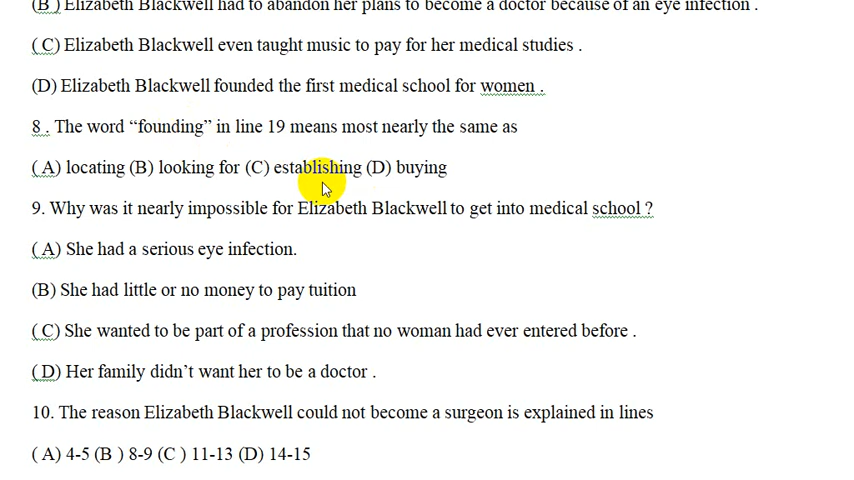 (B ) Elizabeth Blackwell had to abandon her plans to become a doctor because of an eye infection .
( C) Elizabeth Blackwell even taught music to pay for her medical studies .
(D) Elizabeth Blackwell founded the first medical school for women .
8 . The word “founding” in line 19 means most nearly the same as
( A) locating (B) looking for (C) establishing (D) buying
9. Why was it nearly impossible for Elizabeth Blackwell to get into medical school ?
( A) She had a serious eye infection.
(B) She had little or no money to pay tuition
( C) She wanted to be part of a profession that no woman had ever entered before .
( D) Her family didn’t want her to be a doctor .
10. The reason Elizabeth Blackwell could not become a surgeon is explained in lines
( A) 4-5 (B ) 8-9 (C ) 11-13 (D) 14-15